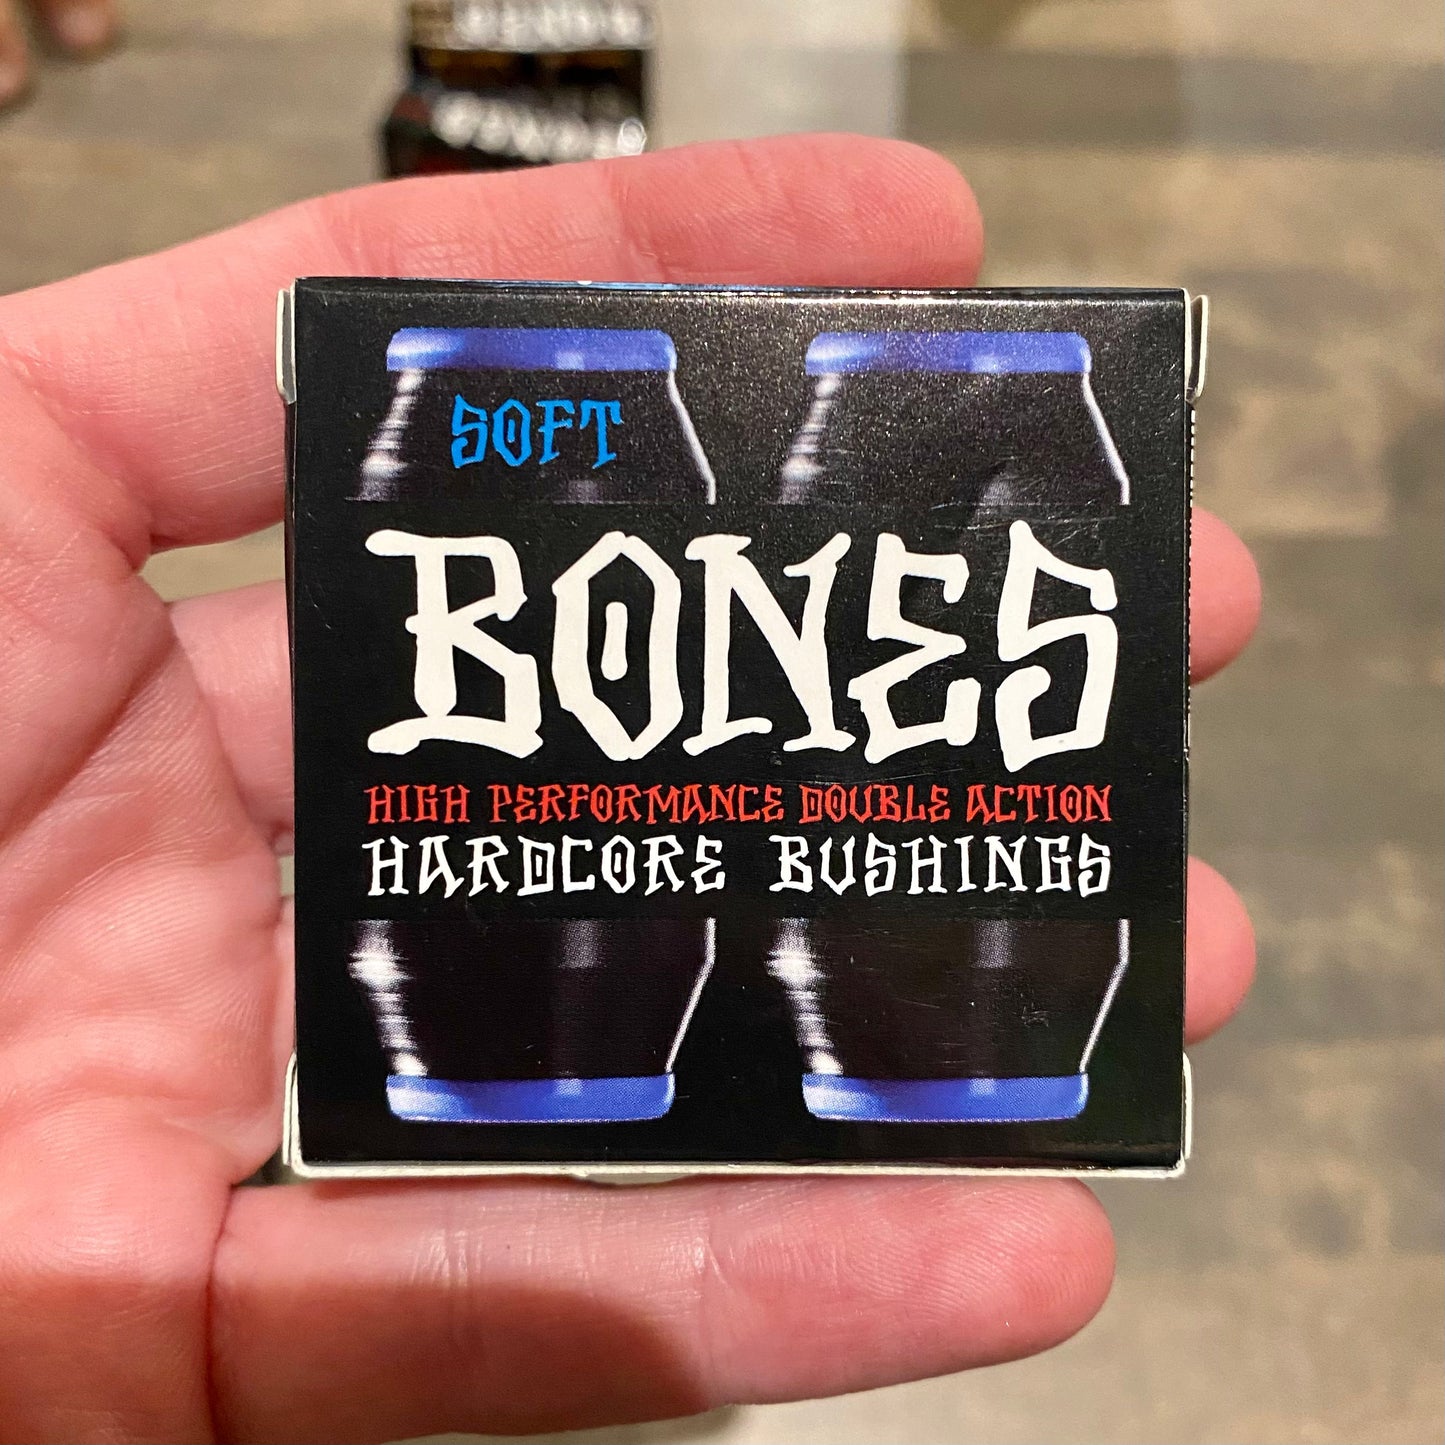 SOFT
BONES
HIGH PERFORMANCE DOUBLE ACTION
HARDCORE BUSHINGS